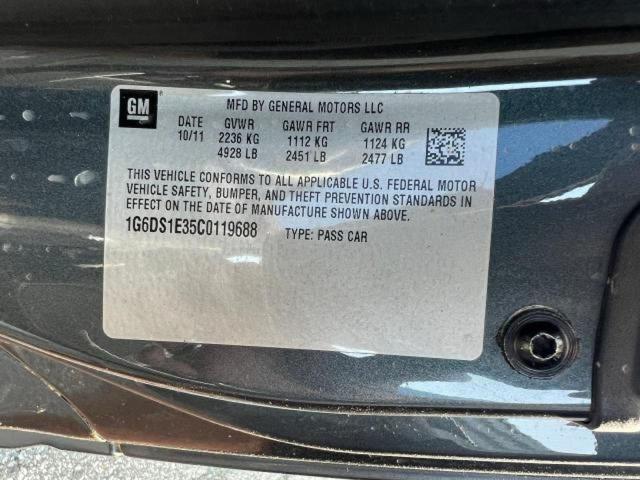 GM
MFD BY GENERAL MOTORS LLC
DATE GVWR GAWR FRT GAWR RR
10/11 2236 KG 1112 KG 1124 KG
4928 LB 2451 LB 2477 LB
THIS VEHICLE CONFORMS TO ALL APPLICABLE U.S. FEDERAL MOTOR
VEHICLE SAFETY, BUMPER, AND THEFT PREVENTION STANDARDS IN
EFFECT ON THE DATE OF MANUFACTURE SHOWN ABOVE.
1G6DS1E35C0119688 TYPE: PASS CAR